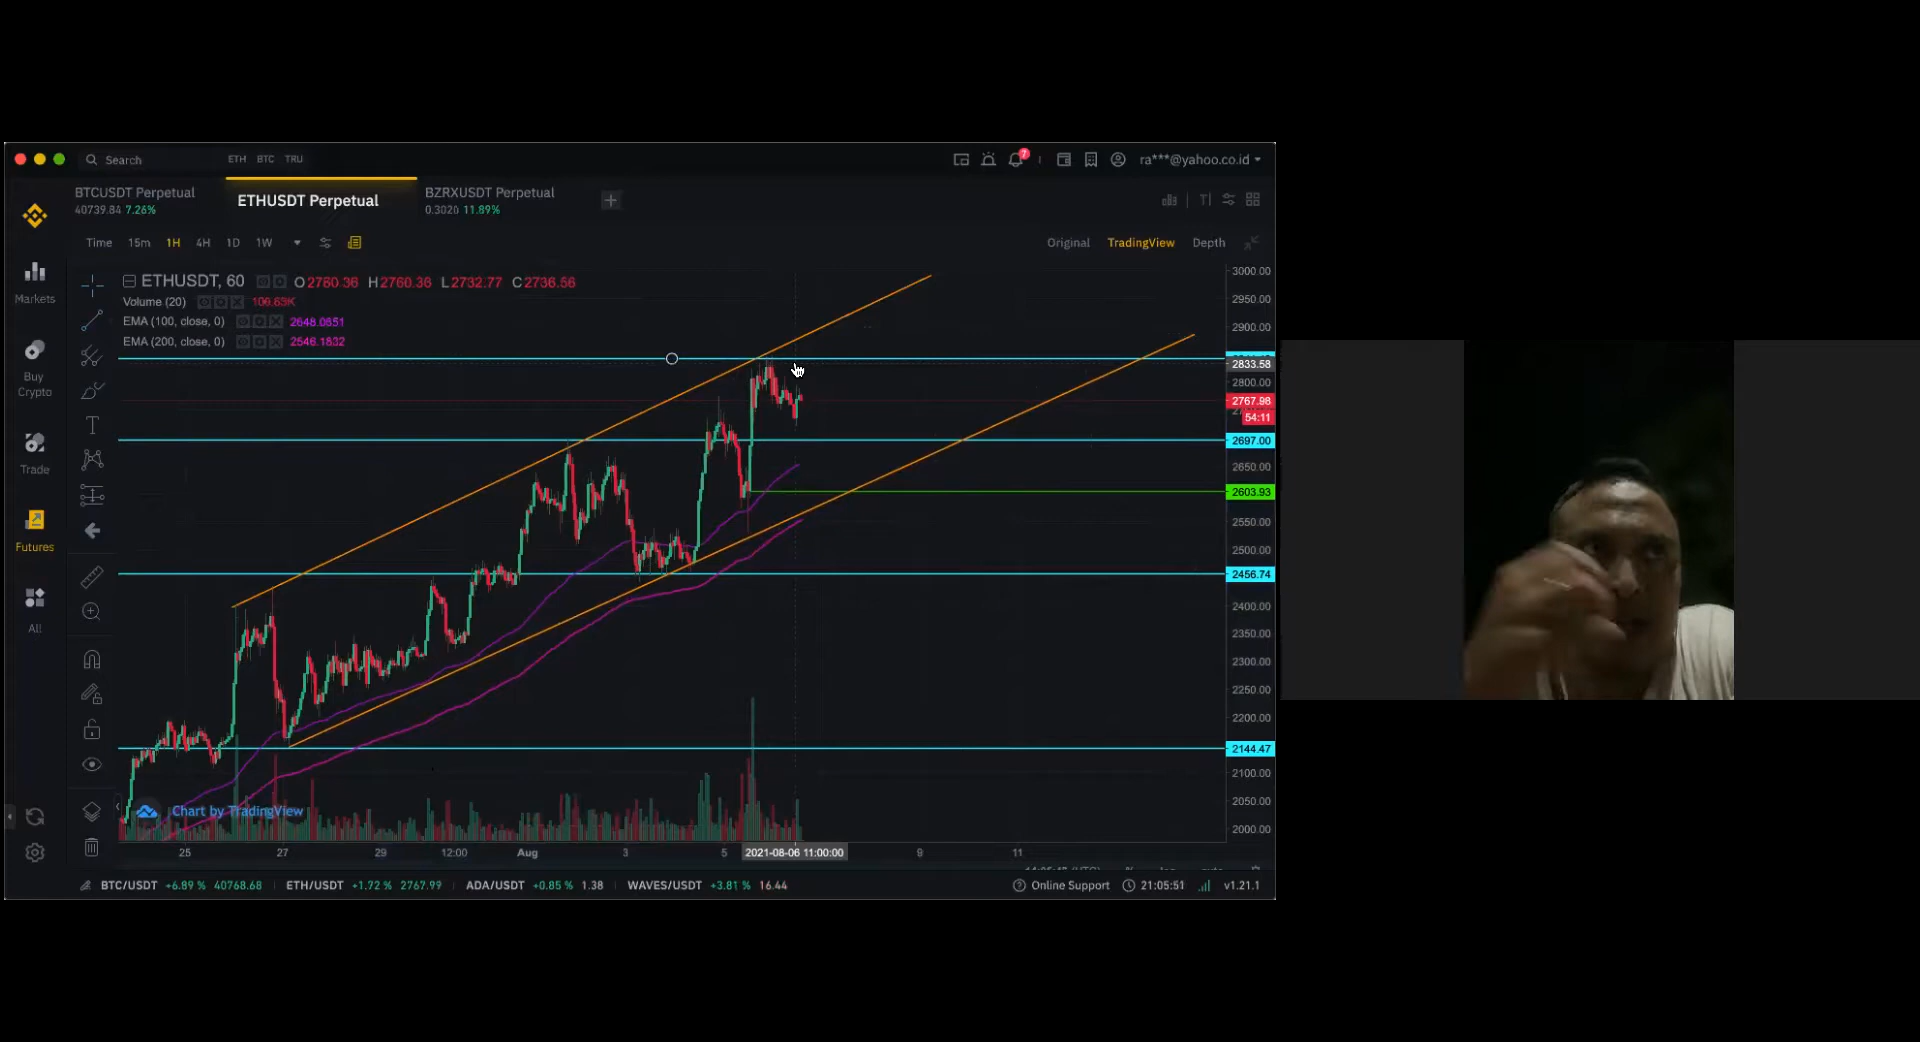 Search
ETH BTC TRU
7
ra***@yahoo.co.id
BTCUSDT Perpetual
40739.84 7.26%
ETHUSDT Perpetual
BZRXUSDT Perpetual
0.3020 11.89%
Time 15m 1H 4H 1D 1W
Original TradingView Depth
ETHUSDT, 60 O2760.36 H2760.36 L2732.77 C2736.56
Volume (20) 109.63K
EMA (100, close, 0) 2648.0651
EMA (200, close, 0) 2546.1832
Markets
Buy
Crypto
Trade
Futures
All
3000.00
2950.00
2900.00
2833.58
2800.00
2767.98
54:11
2697.00
2650.00
2603.93
2550.00
2500.00
2456.74
2400.00
2350.00
2300.00
2250.00
2200.00
2144.47
2100.00
2050.00
2000.00
Chart by TradingView
25 27 29 12:00 Aug 3 5 2021-08-06 11:00:00 9 11
BTC/USDT +6.89 % 40768.68 ETH/USDT +1.72 % 2767.99 ADA/USDT +0.85 % 1.38 WAVES/USDT +3.81 % 16.44
Online Support 21:05:51 v1.21.1